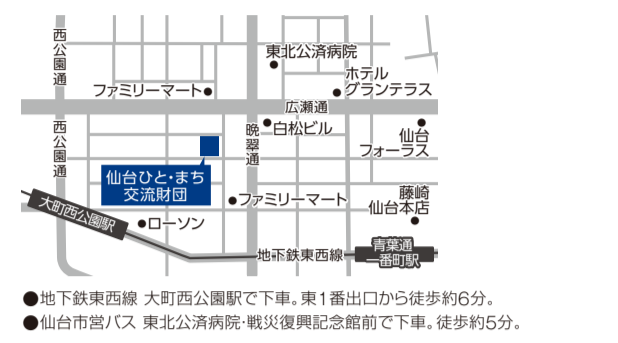 西公園通
東北公済病院
ホテル
グランテラス
ファミリーマート
広瀬通
西公園通
晩翠通
白松ビル
仙台
フォーラス
仙台ひと・まち
交流財団
ファミリーマート
藤崎
仙台本店
大町西公園駅
ローソン
地下鉄東西線
青葉通
一番町駅
●地下鉄東西線 大町西公園駅で下車。東1番出口から徒歩約6分。
●仙台市営バス 東北公済病院・戦災復興記念館前で下車。徒歩約5分。